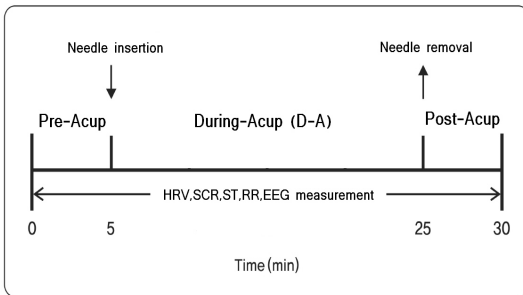 Needle insertion
Needle removal
Pre-Acup
During-Acup (D-A)
Post-Acup
HRV,SCR,ST,RR,EEG measurement
0
5
25
30
Time(min)